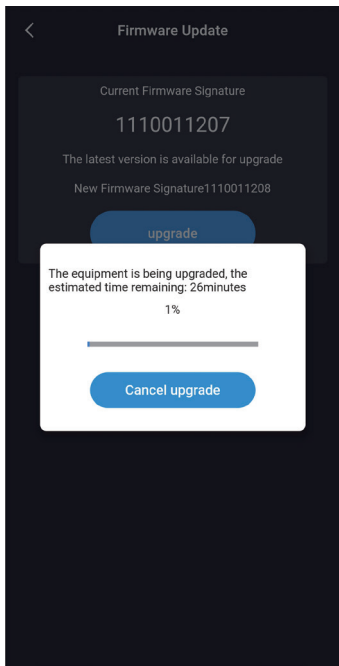 Firmware Update
Current Firmware Signature
1110011207
The latest version is available for upgrade
New Firmware Signature1110011208
upgrade
The equipment is being upgraded, the
estimated time remaining: 26minutes
1%
Cancel upgrade